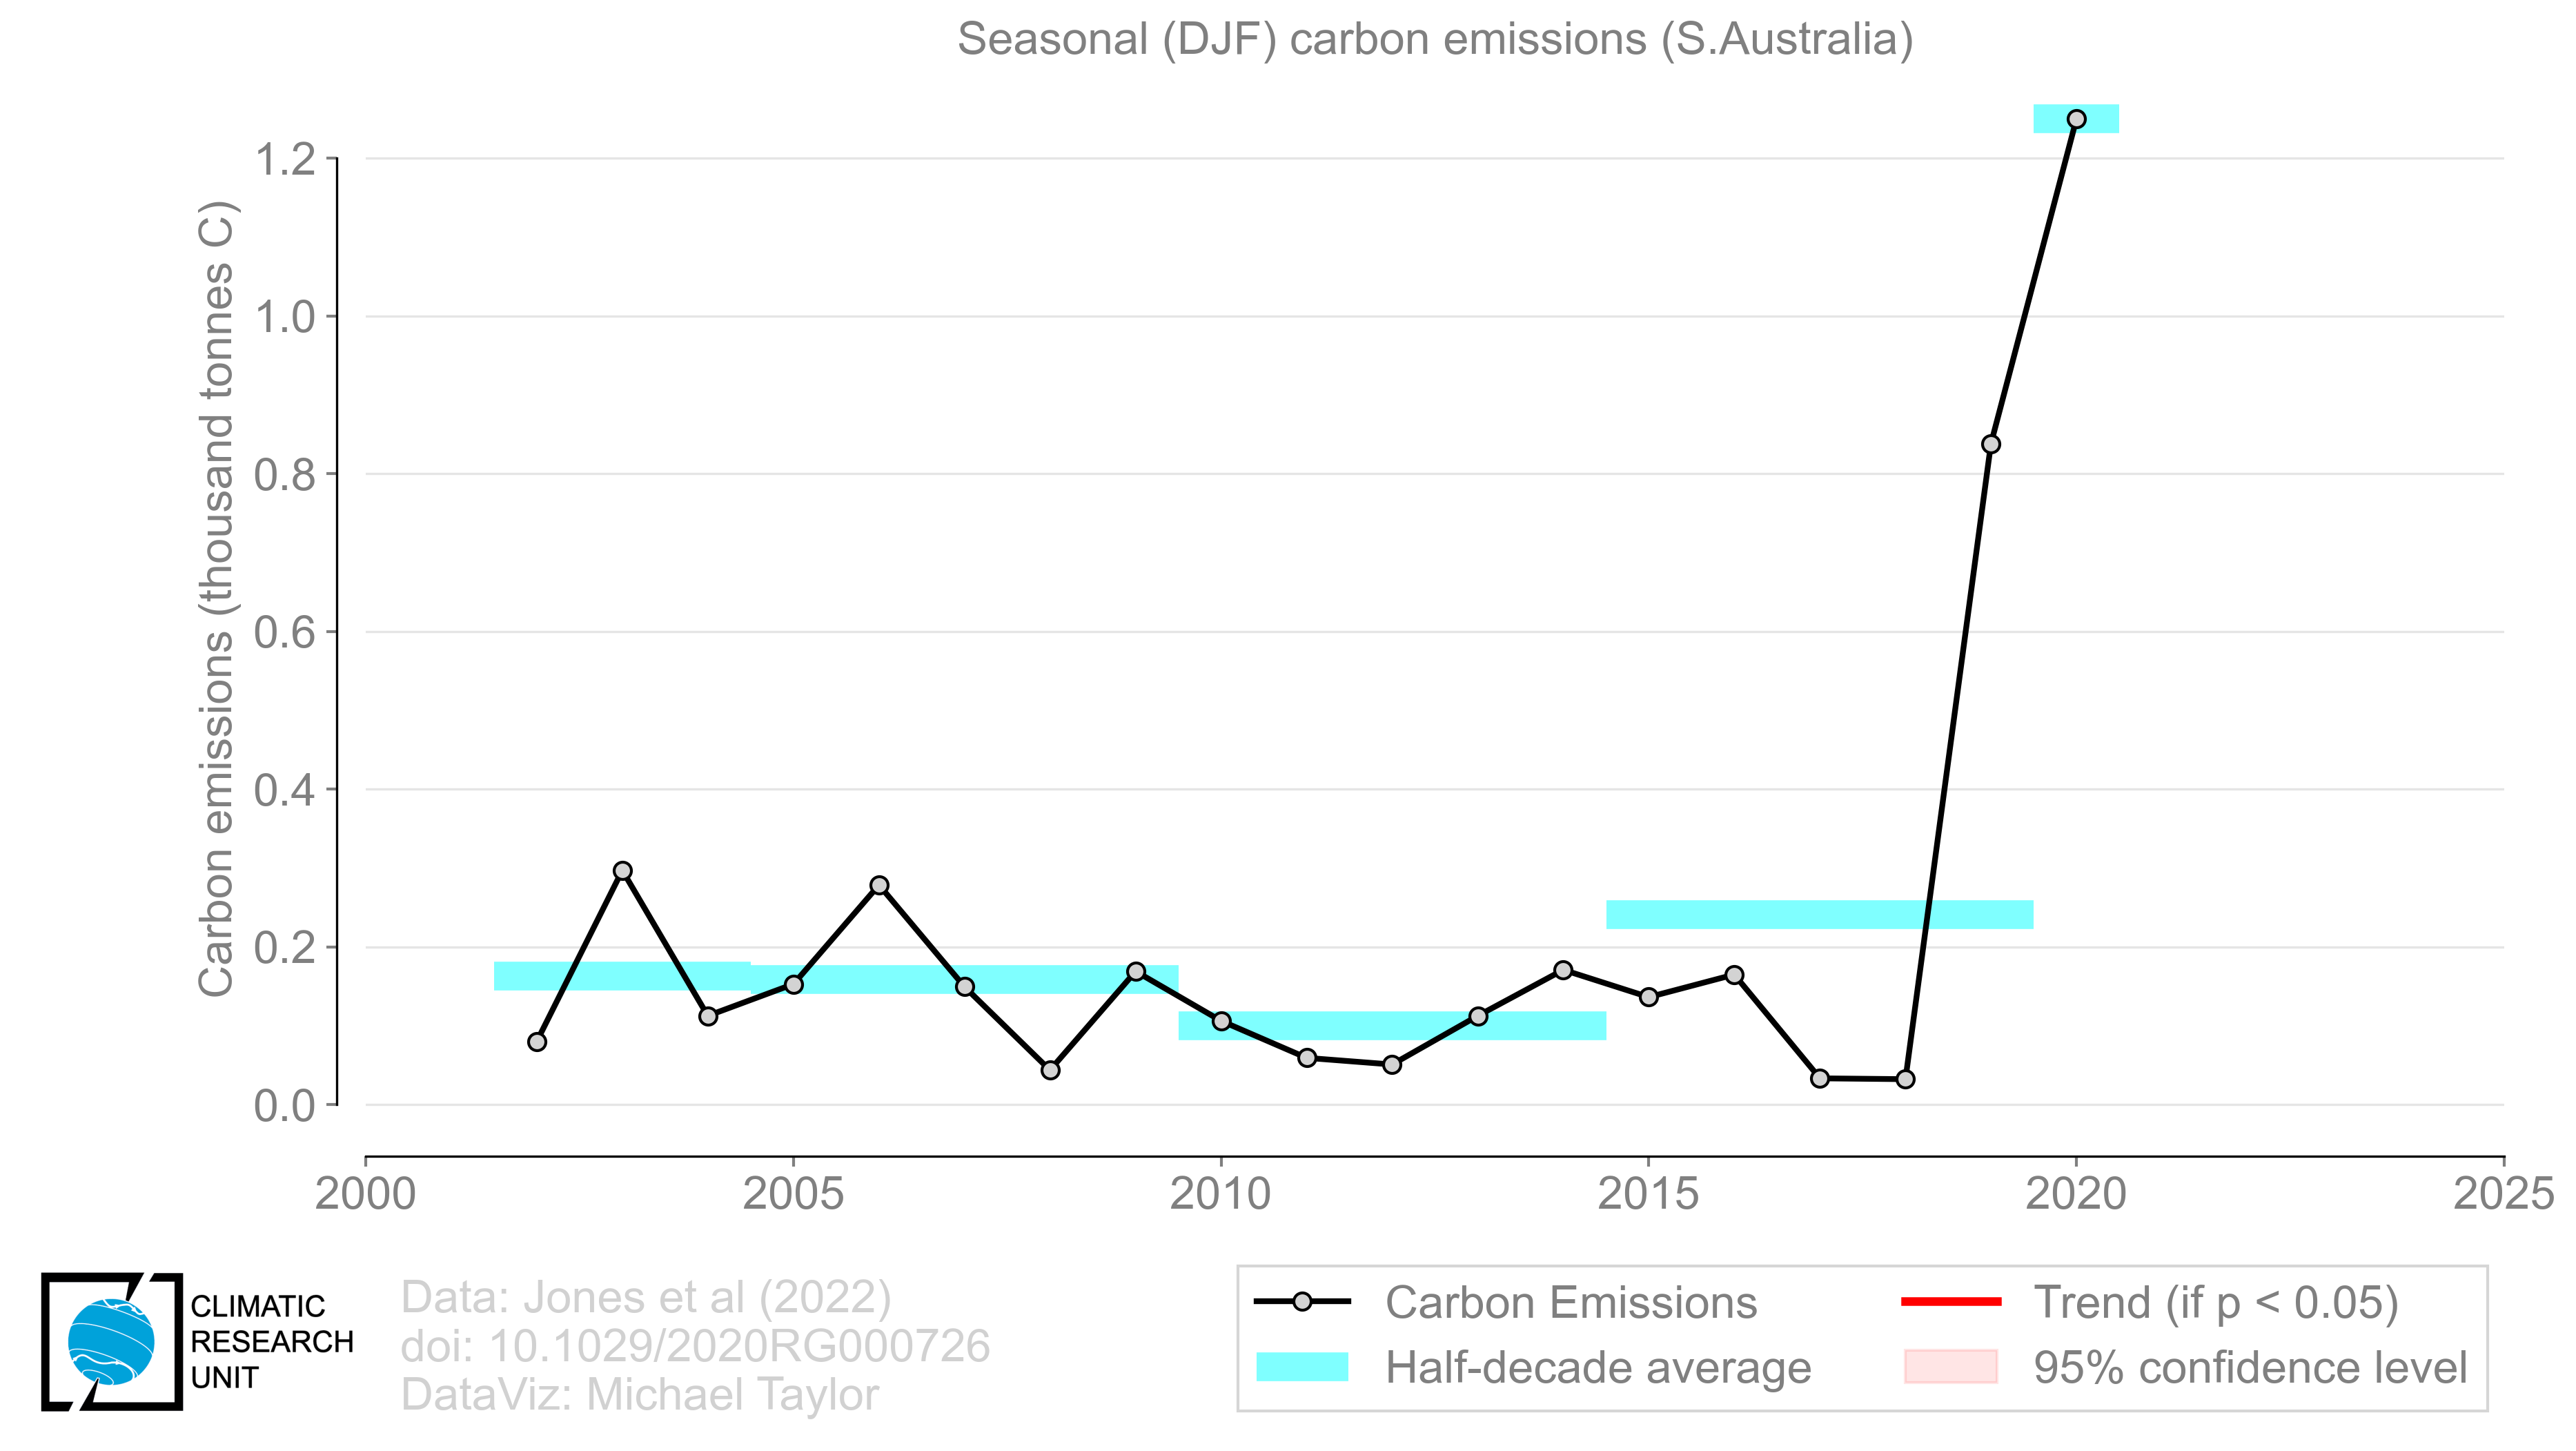 Seasonal (DJF) carbon emissions (S.Australia)
Carbon emissions (thousand tonnes C)
1.2
1.0
0.8
0.6
0.4
0.2
0.0
2000
2005
2010
2015
2020
2025
CLIMATIC
RESEARCH
UNIT
Data: Jones et al (2022)
doi: 10.1029/2020RG000726
DataViz: Michael Taylor
Carbon Emissions
Half-decade average
Trend (if p < 0.05)
95% confidence level